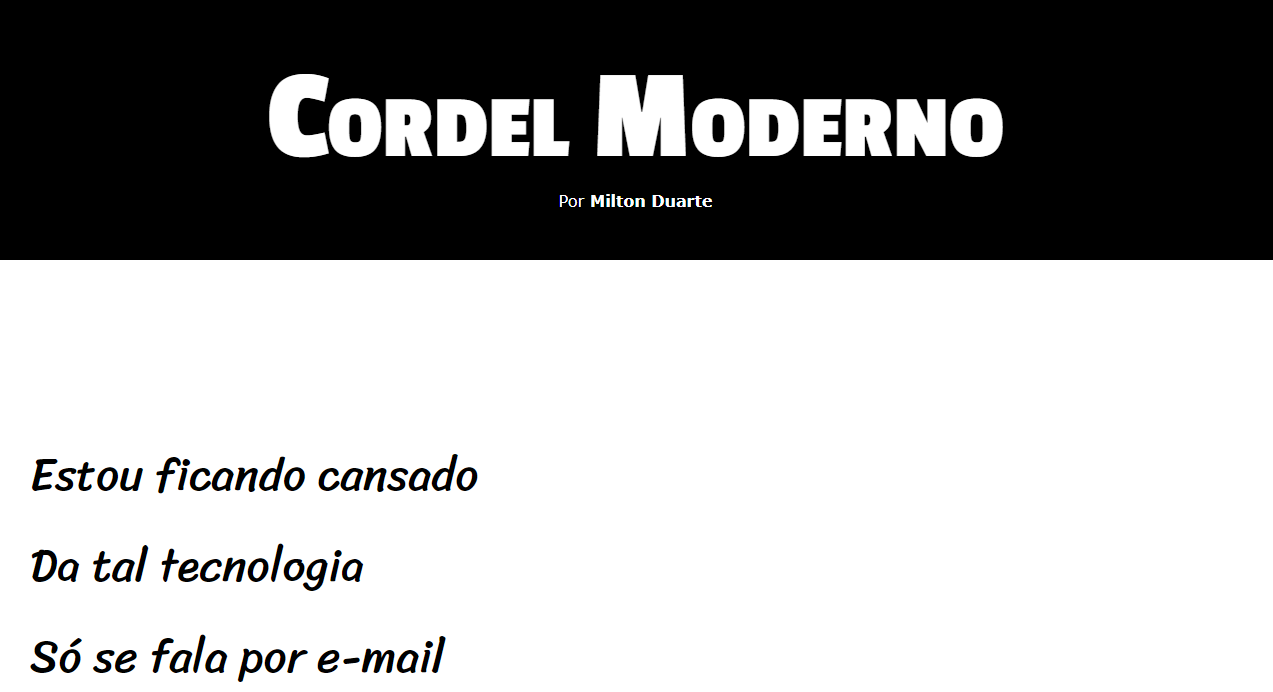 Cordel Moderno
Por Milton Duarte
Estou ficando cansado
Da tal tecnologia
Só se fala por e-mail